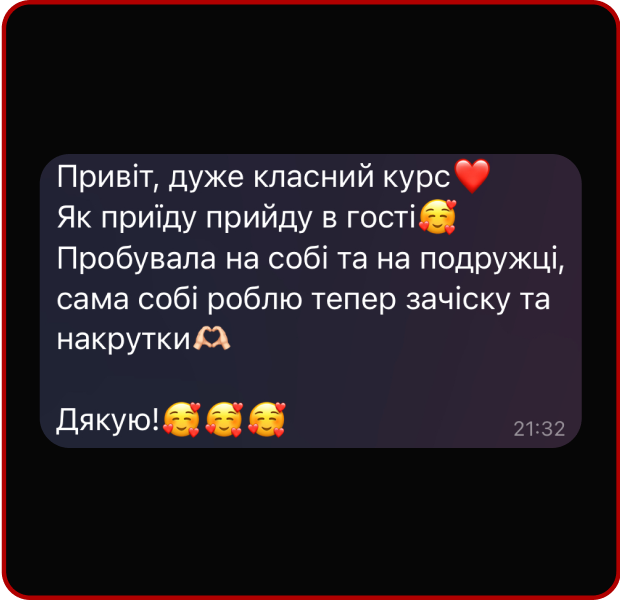 Привіт, дуже класний курс❤️
Як приїду прийду в гості🥰
Пробувала на собі та на подружці,
сама собі роблю тепер зачіску та
накрутки🫶🏻
Дякую!🥰🥰🥰
21:32